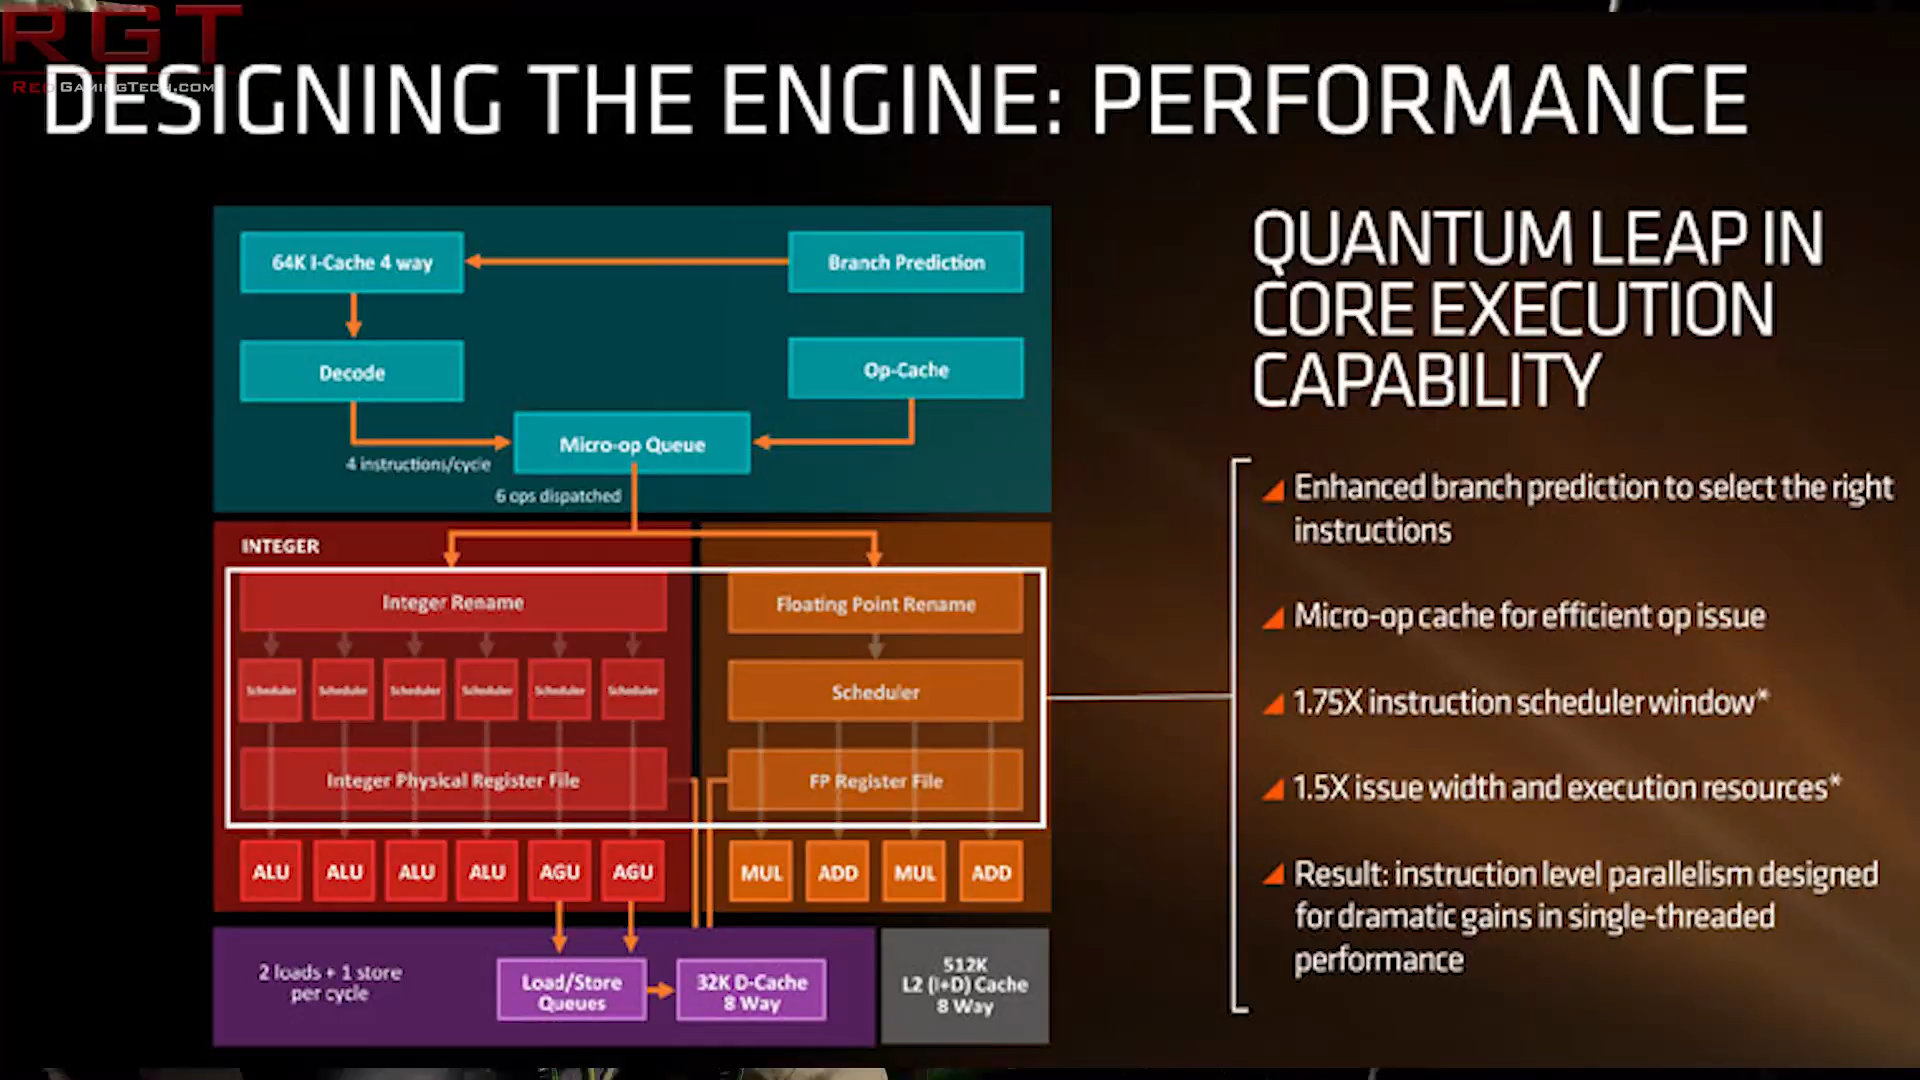 RGT
RedGamingTech.com
DESIGNING THE ENGINE: PERFORMANCE
64K I-Cache 4 way
Branch Prediction
Decode
Op-Cache
Micro-op Queue
4 instructions/cycle
6 ops dispatched
INTEGER
Integer Rename
Floating Point Rename
Scheduler Scheduler Scheduler Scheduler Scheduler Scheduler
Scheduler
Integer Physical Register File
FP Register File
ALU ALU ALU ALU AGU AGU
MUL ADD MUL ADD
2 loads + 1 store
per cycle
Load/Store
Queues
32K D-Cache
8 Way
512K
L2 (I+D) Cache
8 Way
QUANTUM LEAP IN
CORE EXECUTION
CAPABILITY
Enhanced branch prediction to select the right
instructions
Micro-op cache for efficient op issue
1.75X instruction scheduler window*
1.5X issue width and execution resources*
Result: instruction level parallelism designed
for dramatic gains in single-threaded
performance